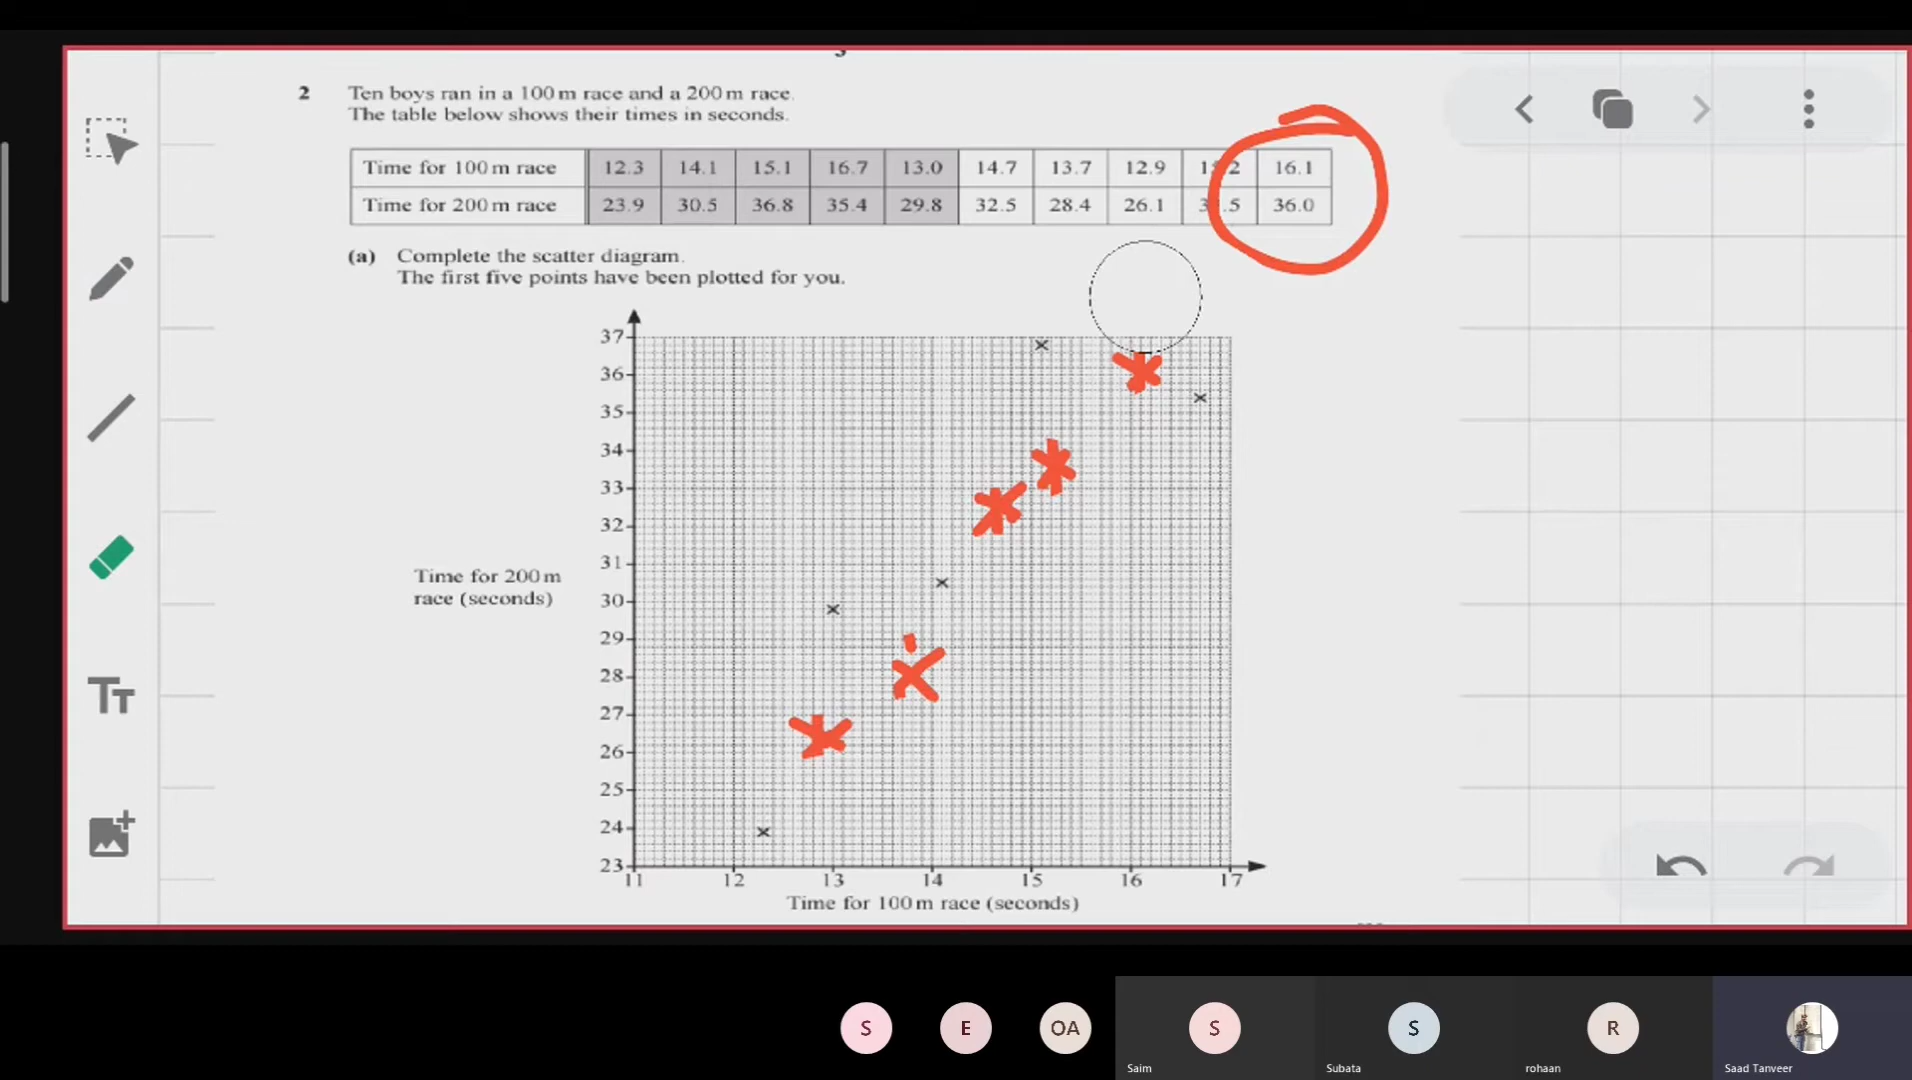 2 Ten boys ran in a 100 m race and a 200 m race.
The table below shows their times in seconds.
Time for 100 m race 12.3 14.1 15.1 16.7 13.0 14.7 13.7 12.9 16.1
Time for 200 m race 23.9 30.5 36.8 35.4 29.8 32.5 28.4 26.1 36.0
(a) Complete the scatter diagram.
The first five points have been plotted for you.
37
36
35
34
33
32
31
30
29
28
27
26
25
24
23
Time for 200 m
race (seconds)
11 12 13 14 15 16 17
Time for 100 m race (seconds)
TT
S E OA S S R
Saim Subata rohaan Saad Tanveer